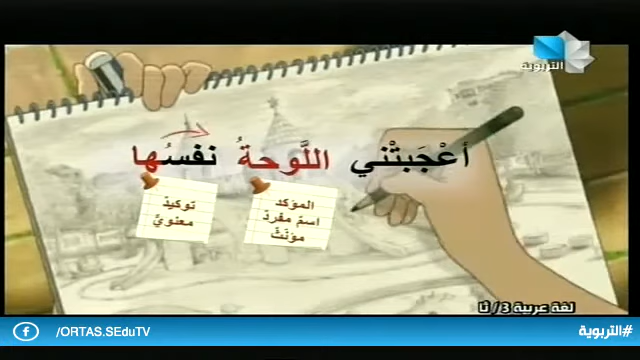 التربوية
أعْجَبتْني اللَّوحةُ نفسُها
المؤكد
اسمٌ مفردٌ
مؤنّثٌ
توكيدٌ
معنويٌّ
لغة عربية 3 / ثا
/ORTAS.SEduTV
#التربوية